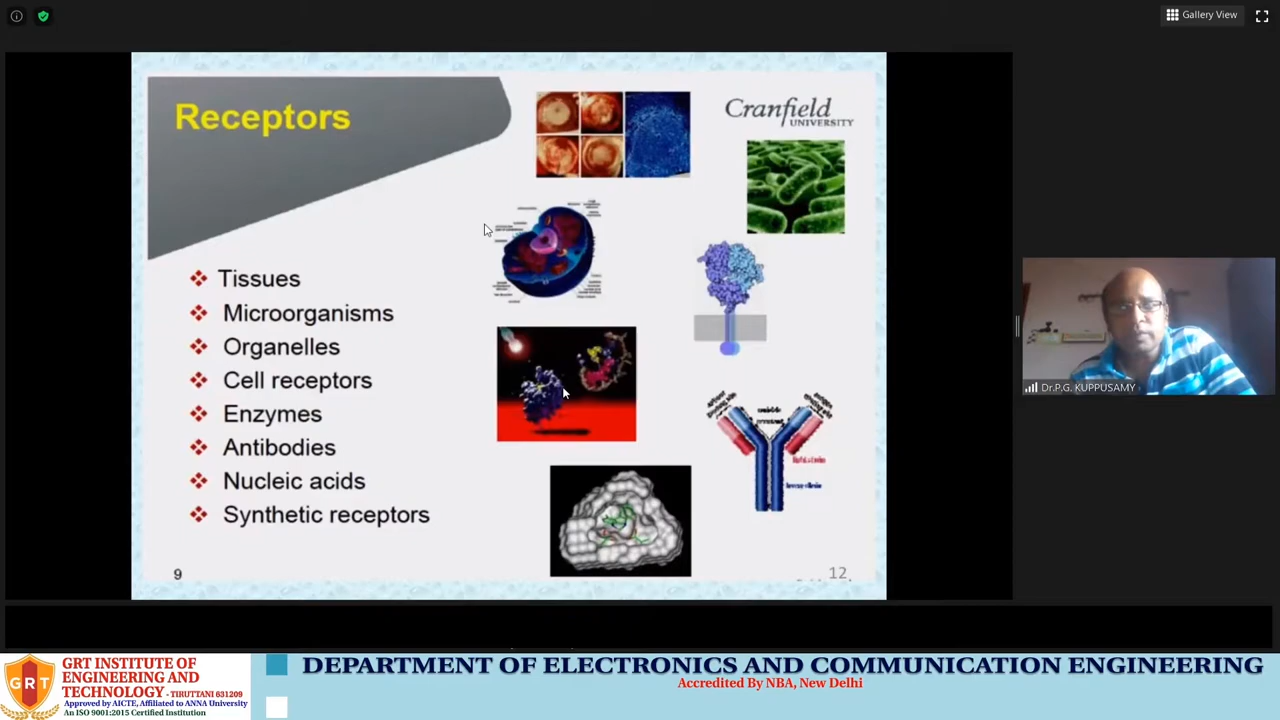 Gallery View
Receptors
Cranfield
UNIVERSITY
Tissues
Microorganisms
Organelles
Cell receptors
Enzymes
Antibodies
Nucleic acids
Synthetic receptors
9
12
Dr.P.G. KUPPUSAMY
GRT
GRT INSTITUTE OF
ENGINEERING AND
TECHNOLOGY - TIRUTTANI 631209
Approved by AICTE, Affiliated to ANNA University
An ISO 9001:2015 Certified Institution
DEPARTMENT OF ELECTRONICS AND COMMUNICATION ENGINEERING
Accredited By NBA, New Delhi